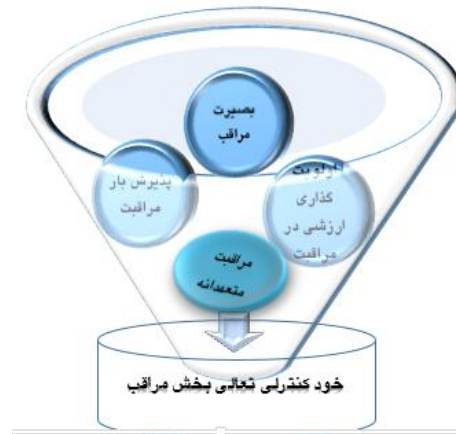 بصیرت
مراقب
پذیرش بار
مراقبت
اولویت
گذاری
ارزشی در
مراقبت
مراقبت
متعهدانه
خود کنترلی تعالی بخش مراقب